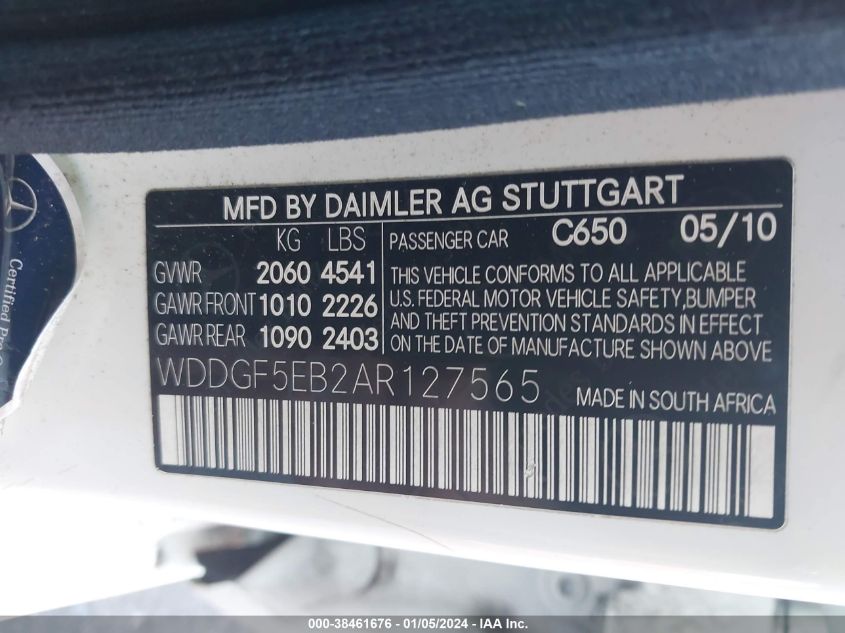 MFD BY DAIMLER AG STUTTGART
KG LBS
GVWR 2060 4541
GAWR FRONT 1010 2226
GAWR REAR 1090 2403
PASSENGER CAR C650 05/10
THIS VEHICLE CONFORMS TO ALL APPLICABLE
U.S. FEDERAL MOTOR VEHICLE SAFETY, BUMPER
AND THEFT PREVENTION STANDARDS IN EFFECT
ON THE DATE OF MANUFACTURE SHOWN ABOVE.
WDDGF5EB2AR127565
MADE IN SOUTH AFRICA
Certified
000-38461676 | 01/05/2024 | - IAA Inc.